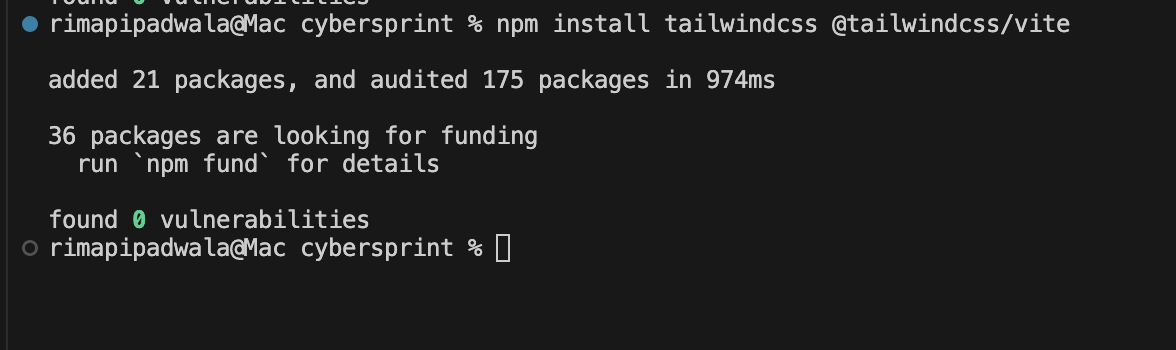 found 0 vulnerabilities
rimapipadwala@Mac cybersprint % npm install tailwindcss @tailwindcss/vite
added 21 packages, and audited 175 packages in 974ms
36 packages are looking for funding
  run `npm fund` for details
found 0 vulnerabilities
rimapipadwala@Mac cybersprint %